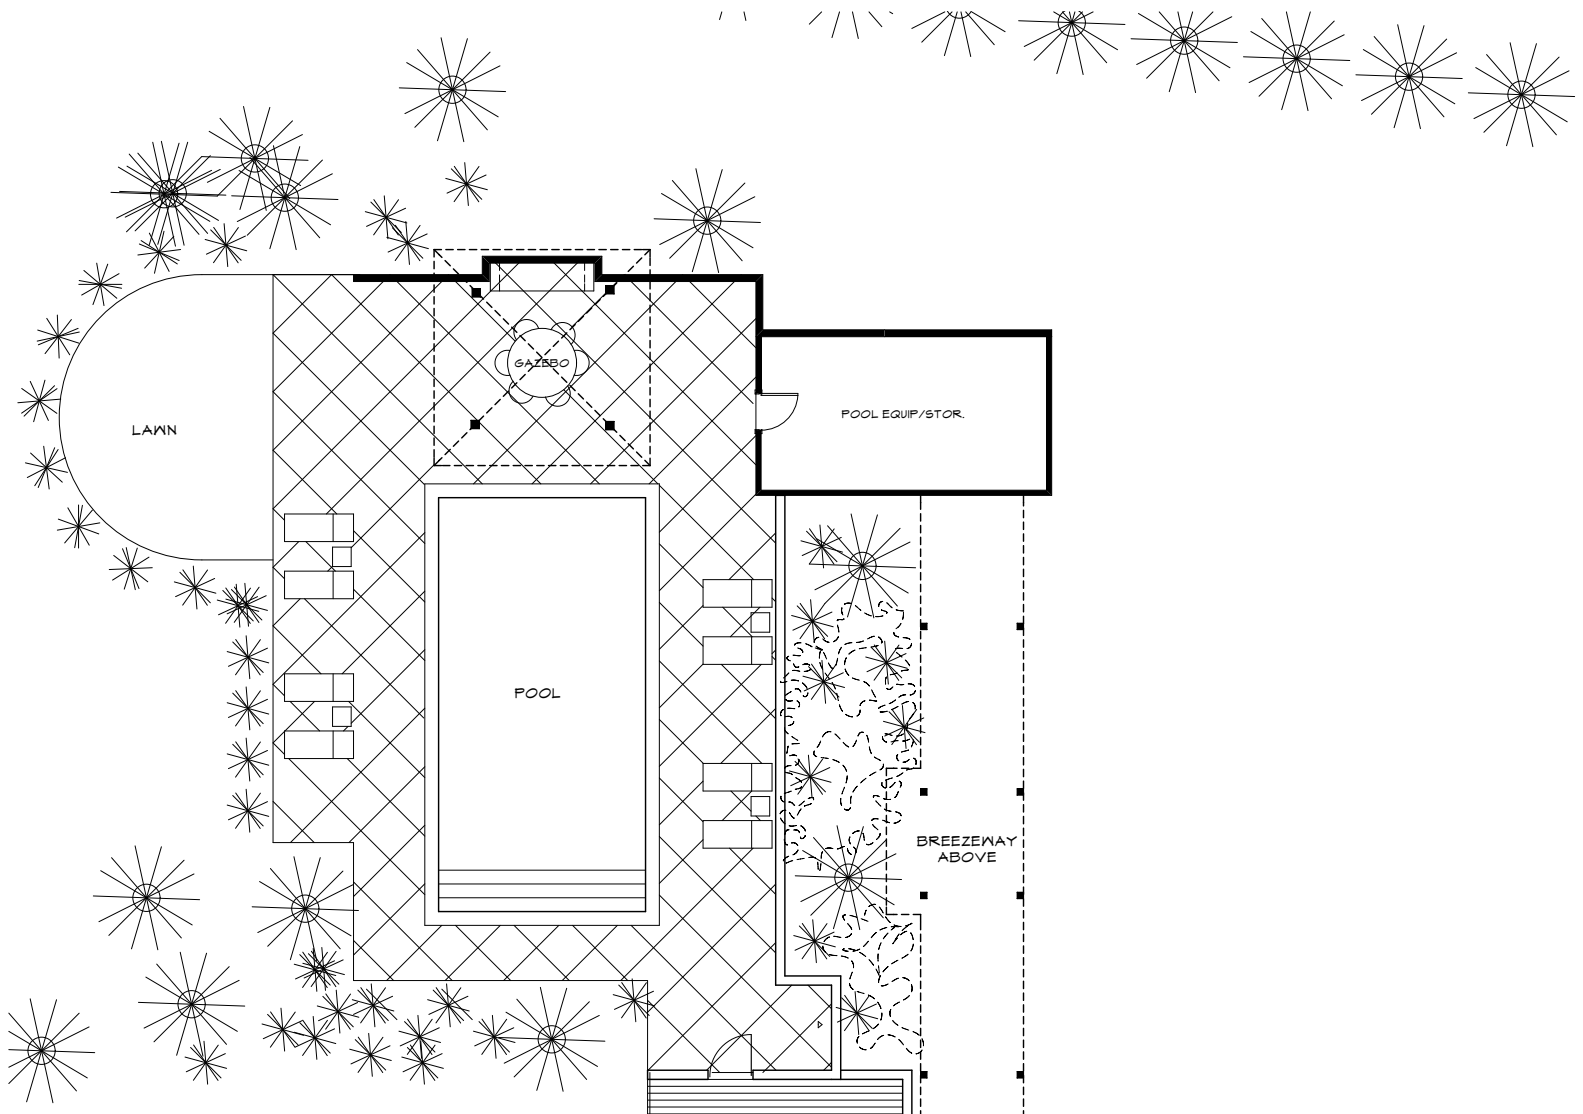 GAZEBO
POOL EQUIP/STOR.
LAWN
POOL
BREEZEWAY
ABOVE